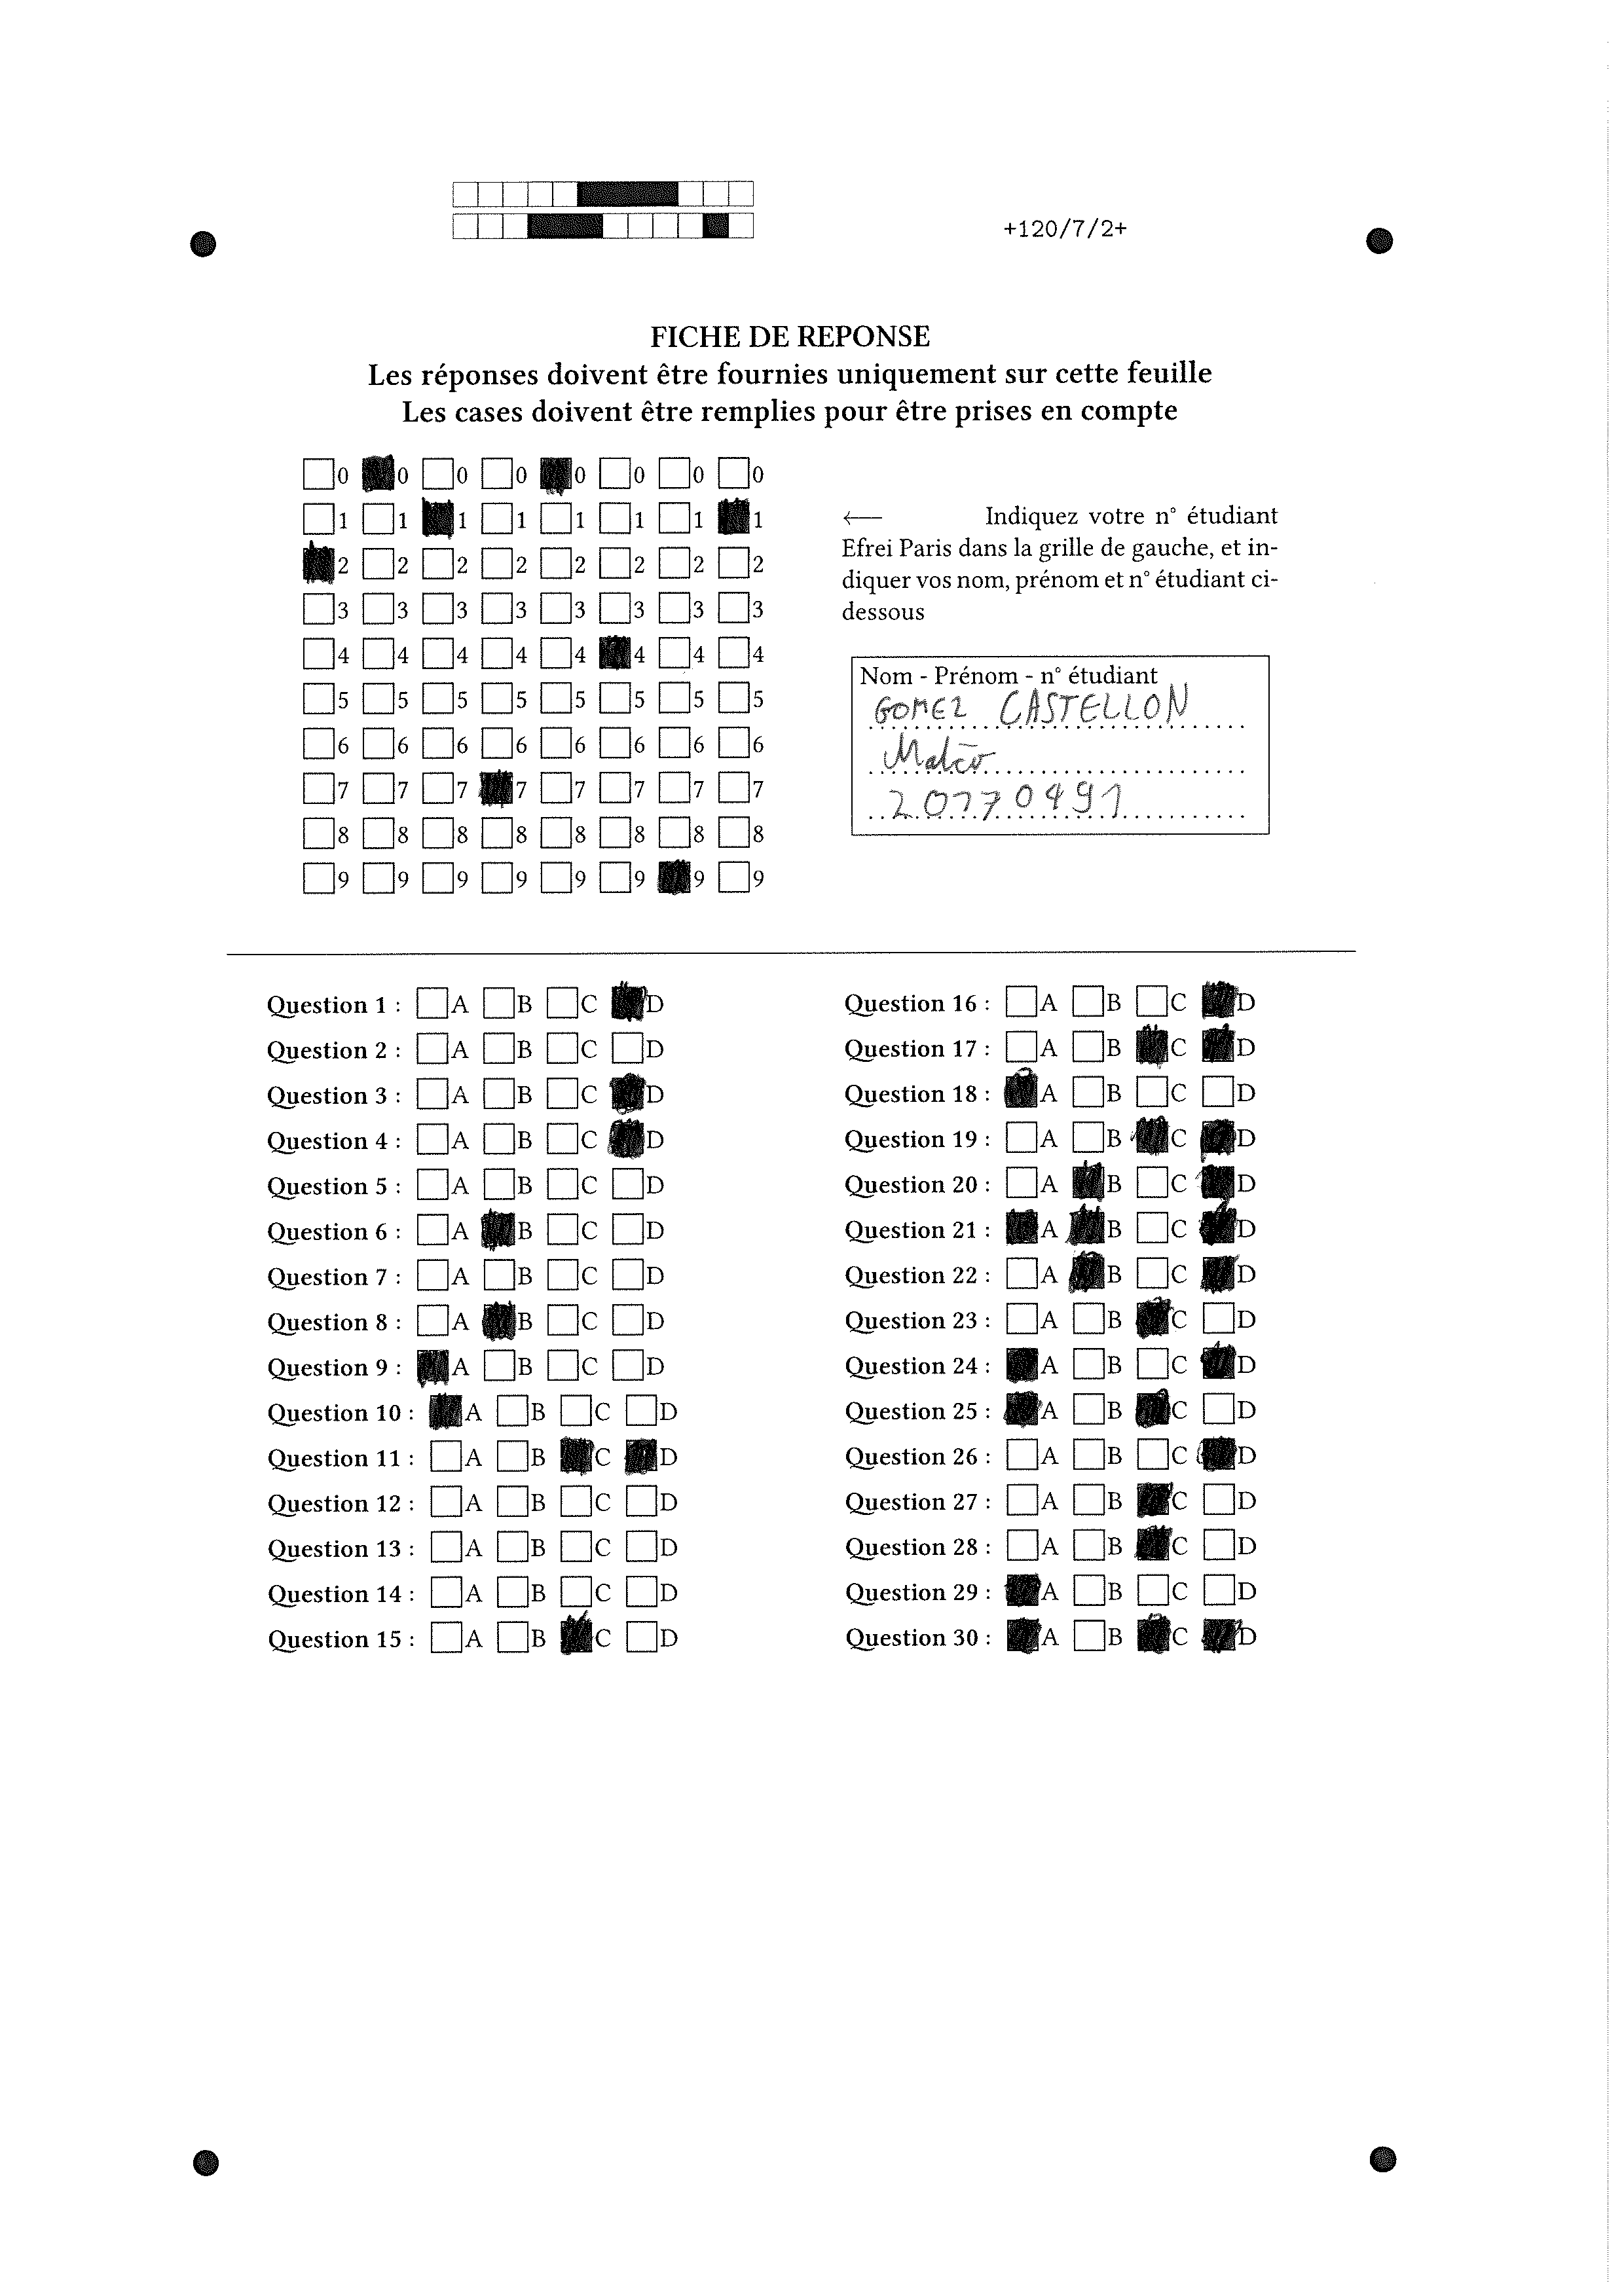 +120/7/2+
FICHE DE REPONSE
Les réponses doivent être fournies uniquement sur cette feuille
Les cases doivent être remplies pour être prises en compte
0 0 0 0 0 0 0 0
1 1 1 1 1 1 1 1
2 2 2 2 2 2 2 2
3 3 3 3 3 3 3 3
4 4 4 4 4 4 4 4
5 5 5 5 5 5 5 5
6 6 6 6 6 6 6 6
7 7 7 7 7 7 7 7
8 8 8 8 8 8 8 8
9 9 9 9 9 9 9 9
← Indiquez votre n° étudiant
Efrei Paris dans la grille de gauche, et in-
diquer vos nom, prénom et n° étudiant ci-
dessous
Nom - Prénom - n° étudiant
GOMEZ CASTELLON
Matéo
20170491
Question 1 : A B C D
Question 2 : A B C D
Question 3 : A B C D
Question 4 : A B C D
Question 5 : A B C D
Question 6 : A B C D
Question 7 : A B C D
Question 8 : A B C D
Question 9 : A B C D
Question 10 : A B C D
Question 11 : A B C D
Question 12 : A B C D
Question 13 : A B C D
Question 14 : A B C D
Question 15 : A B C D
Question 16 : A B C D
Question 17 : A B C D
Question 18 : A B C D
Question 19 : A B C D
Question 20 : A B C D
Question 21 : A B C D
Question 22 : A B C D
Question 23 : A B C D
Question 24 : A B C D
Question 25 : A B C D
Question 26 : A B C D
Question 27 : A B C D
Question 28 : A B C D
Question 29 : A B C D
Question 30 : A B C D